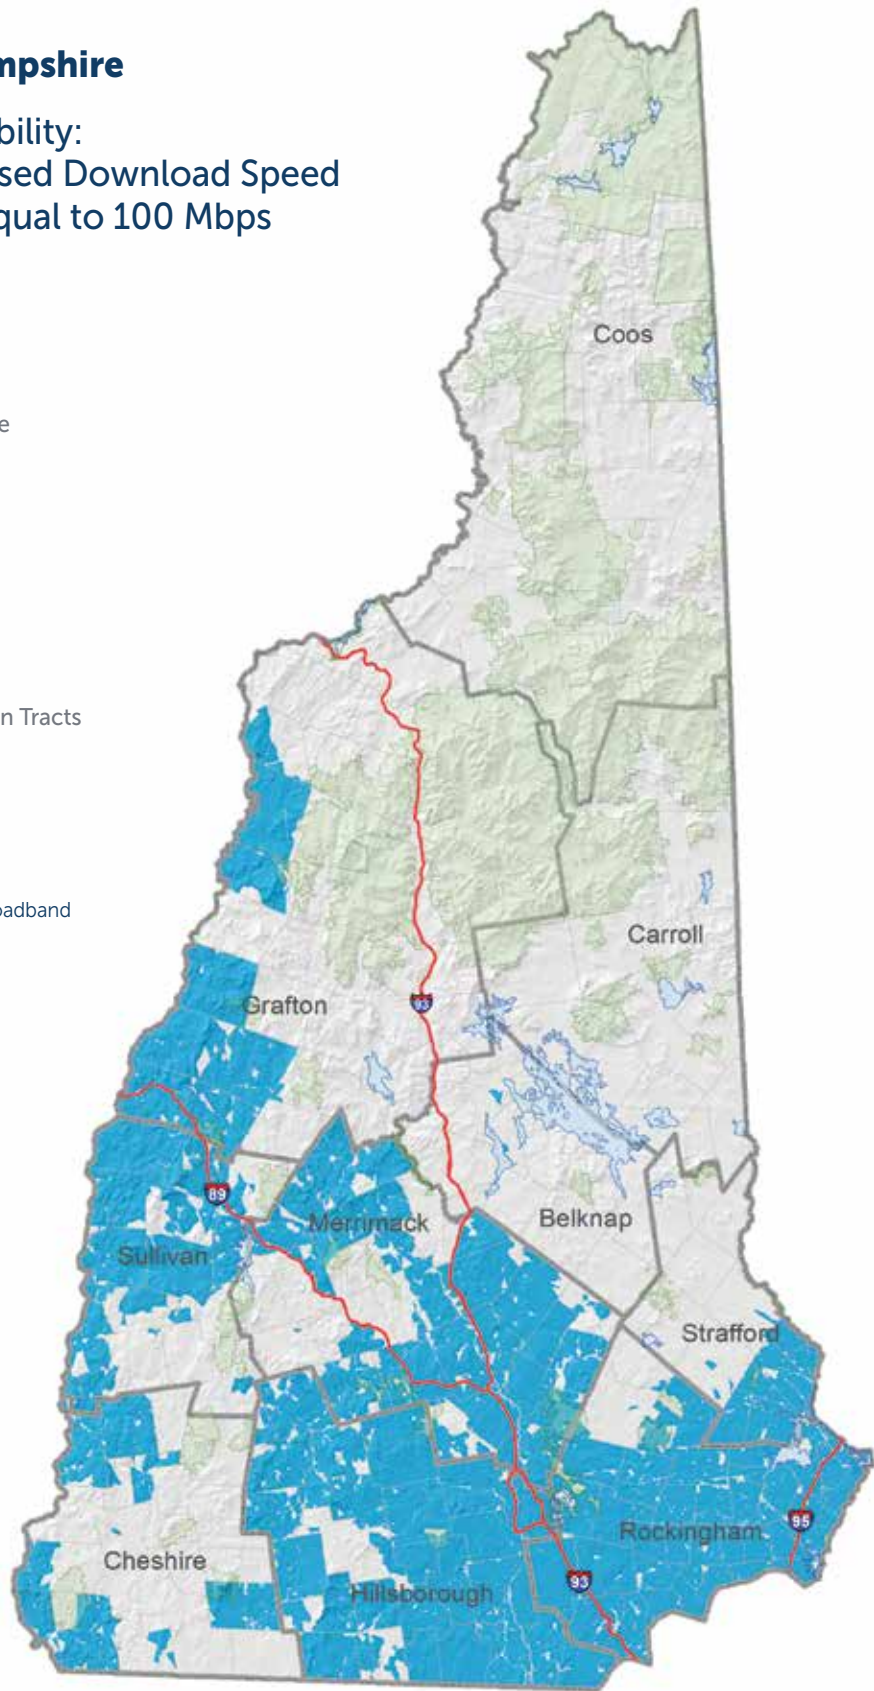 mpshire
bility:
sed Download Speed
qual to 100 Mbps
Coos
e
n Tracts
oadband
Carroll
Grafton
93
89
Merrimack
Belknap
Sullivan
Strafford
95
Rockingham
Cheshire
93
Hillsborough